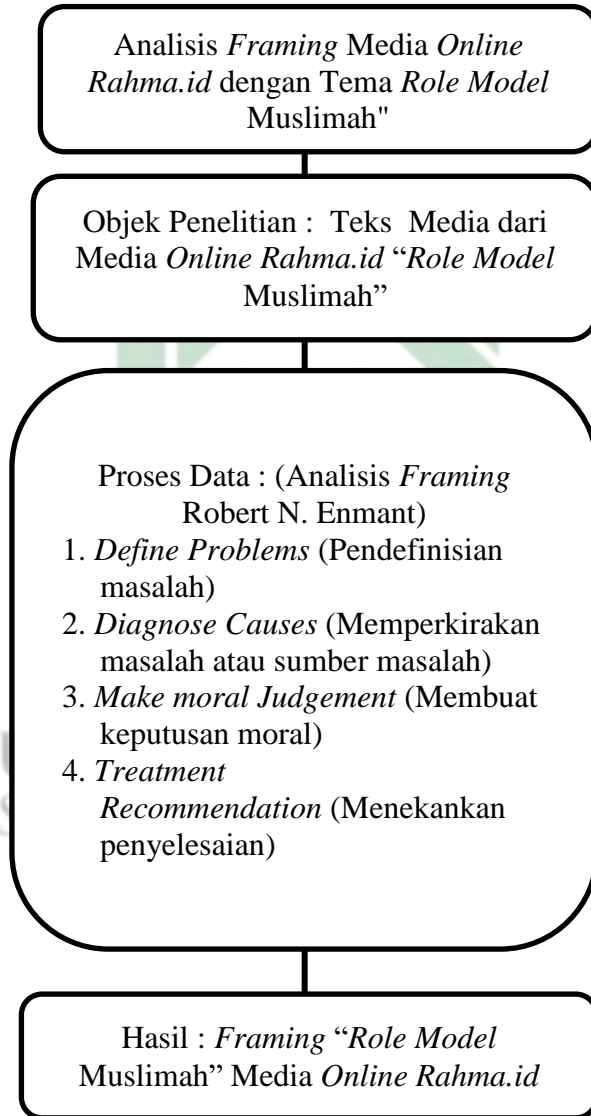 Analisis Framing Media Online
Rahma.id dengan Tema Role Model
Muslimah"
Objek Penelitian : Teks Media dari
Media Online Rahma.id “Role Model
Muslimah”
Proses Data : (Analisis Framing
Robert N. Enmant)
1. Define Problems (Pendefinisian
masalah)
2. Diagnose Causes (Memperkirakan
masalah atau sumber masalah)
3. Make moral Judgement (Membuat
keputusan moral)
4. Treatment
Recommendation (Menekankan
penyelesaian)
Hasil : Framing “Role Model
Muslimah” Media Online Rahma.id